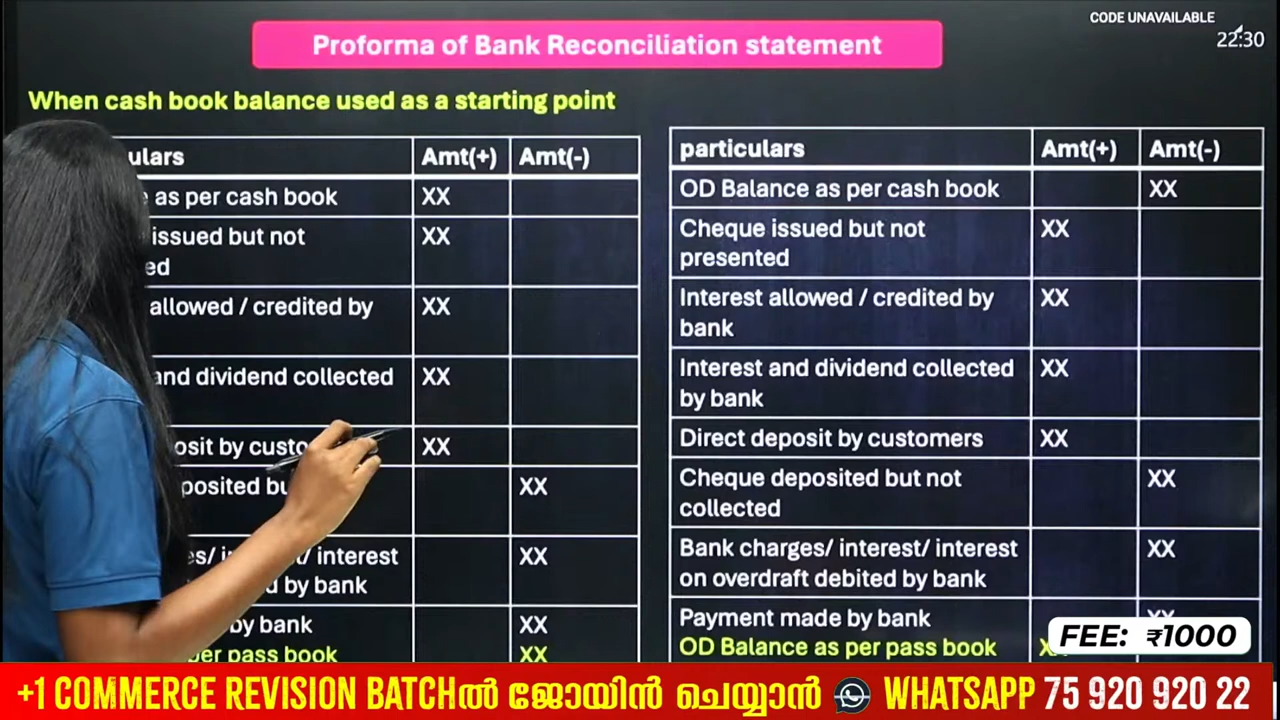 CODE UNAVAILABLE
22:30
Proforma of Bank Reconciliation statement
When cash book balance used as a starting point
ulars Amt(+) Amt(-)
as per cash book XX
issued but not
ed XX
allowed / credited by XX
and dividend collected XX
osit by custo XX
posited bu XX
es/ interest
d by bank XX
by bank XX
per pass book XX
particulars Amt(+) Amt(-)
OD Balance as per cash book XX
Cheque issued but not
presented XX
Interest allowed / credited by
bank XX
Interest and dividend collected
by bank XX
Direct deposit by customers XX
Cheque deposited but not
collected XX
Bank charges/ interest/ interest
on overdraft debited by bank XX
Payment made by bank
OD Balance as per pass book
FEE: ₹1000
+1 COMMERCE REVISION BATCHൽ ജോയിൻ ചെയ്യാൻ WHATSAPP 75 920 920 22